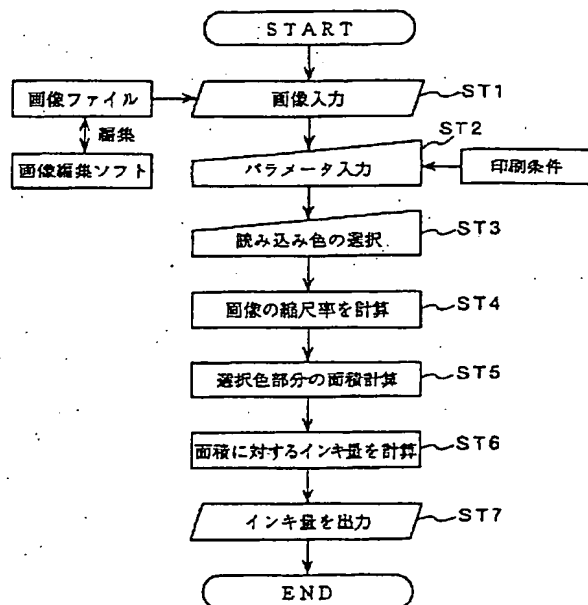 START
画像ファイル
画像入力
ST1
編集
ST2
画像編集ソフト
パラメータ入力
印刷条件
読み込み色の選択
ST3
画像の縮尺率を計算
ST4
選択色部分の面積計算
ST5
面積に対するインキ量を計算
ST6
インキ量を出力
ST7
END